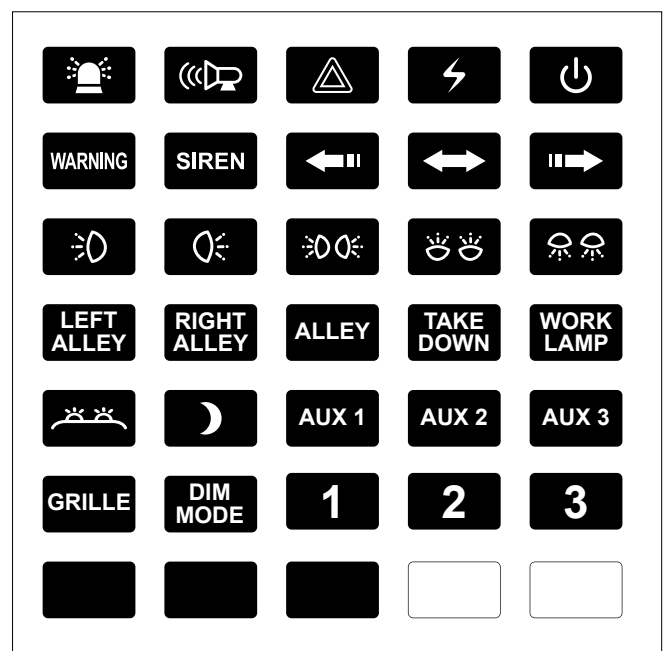 WARNING
SIREN
LEFT
ALLEY
RIGHT
ALLEY
ALLEY
TAKE
DOWN
WORK
LAMP
AUX 1
AUX 2
AUX 3
GRILLE
DIM
MODE
1
2
3